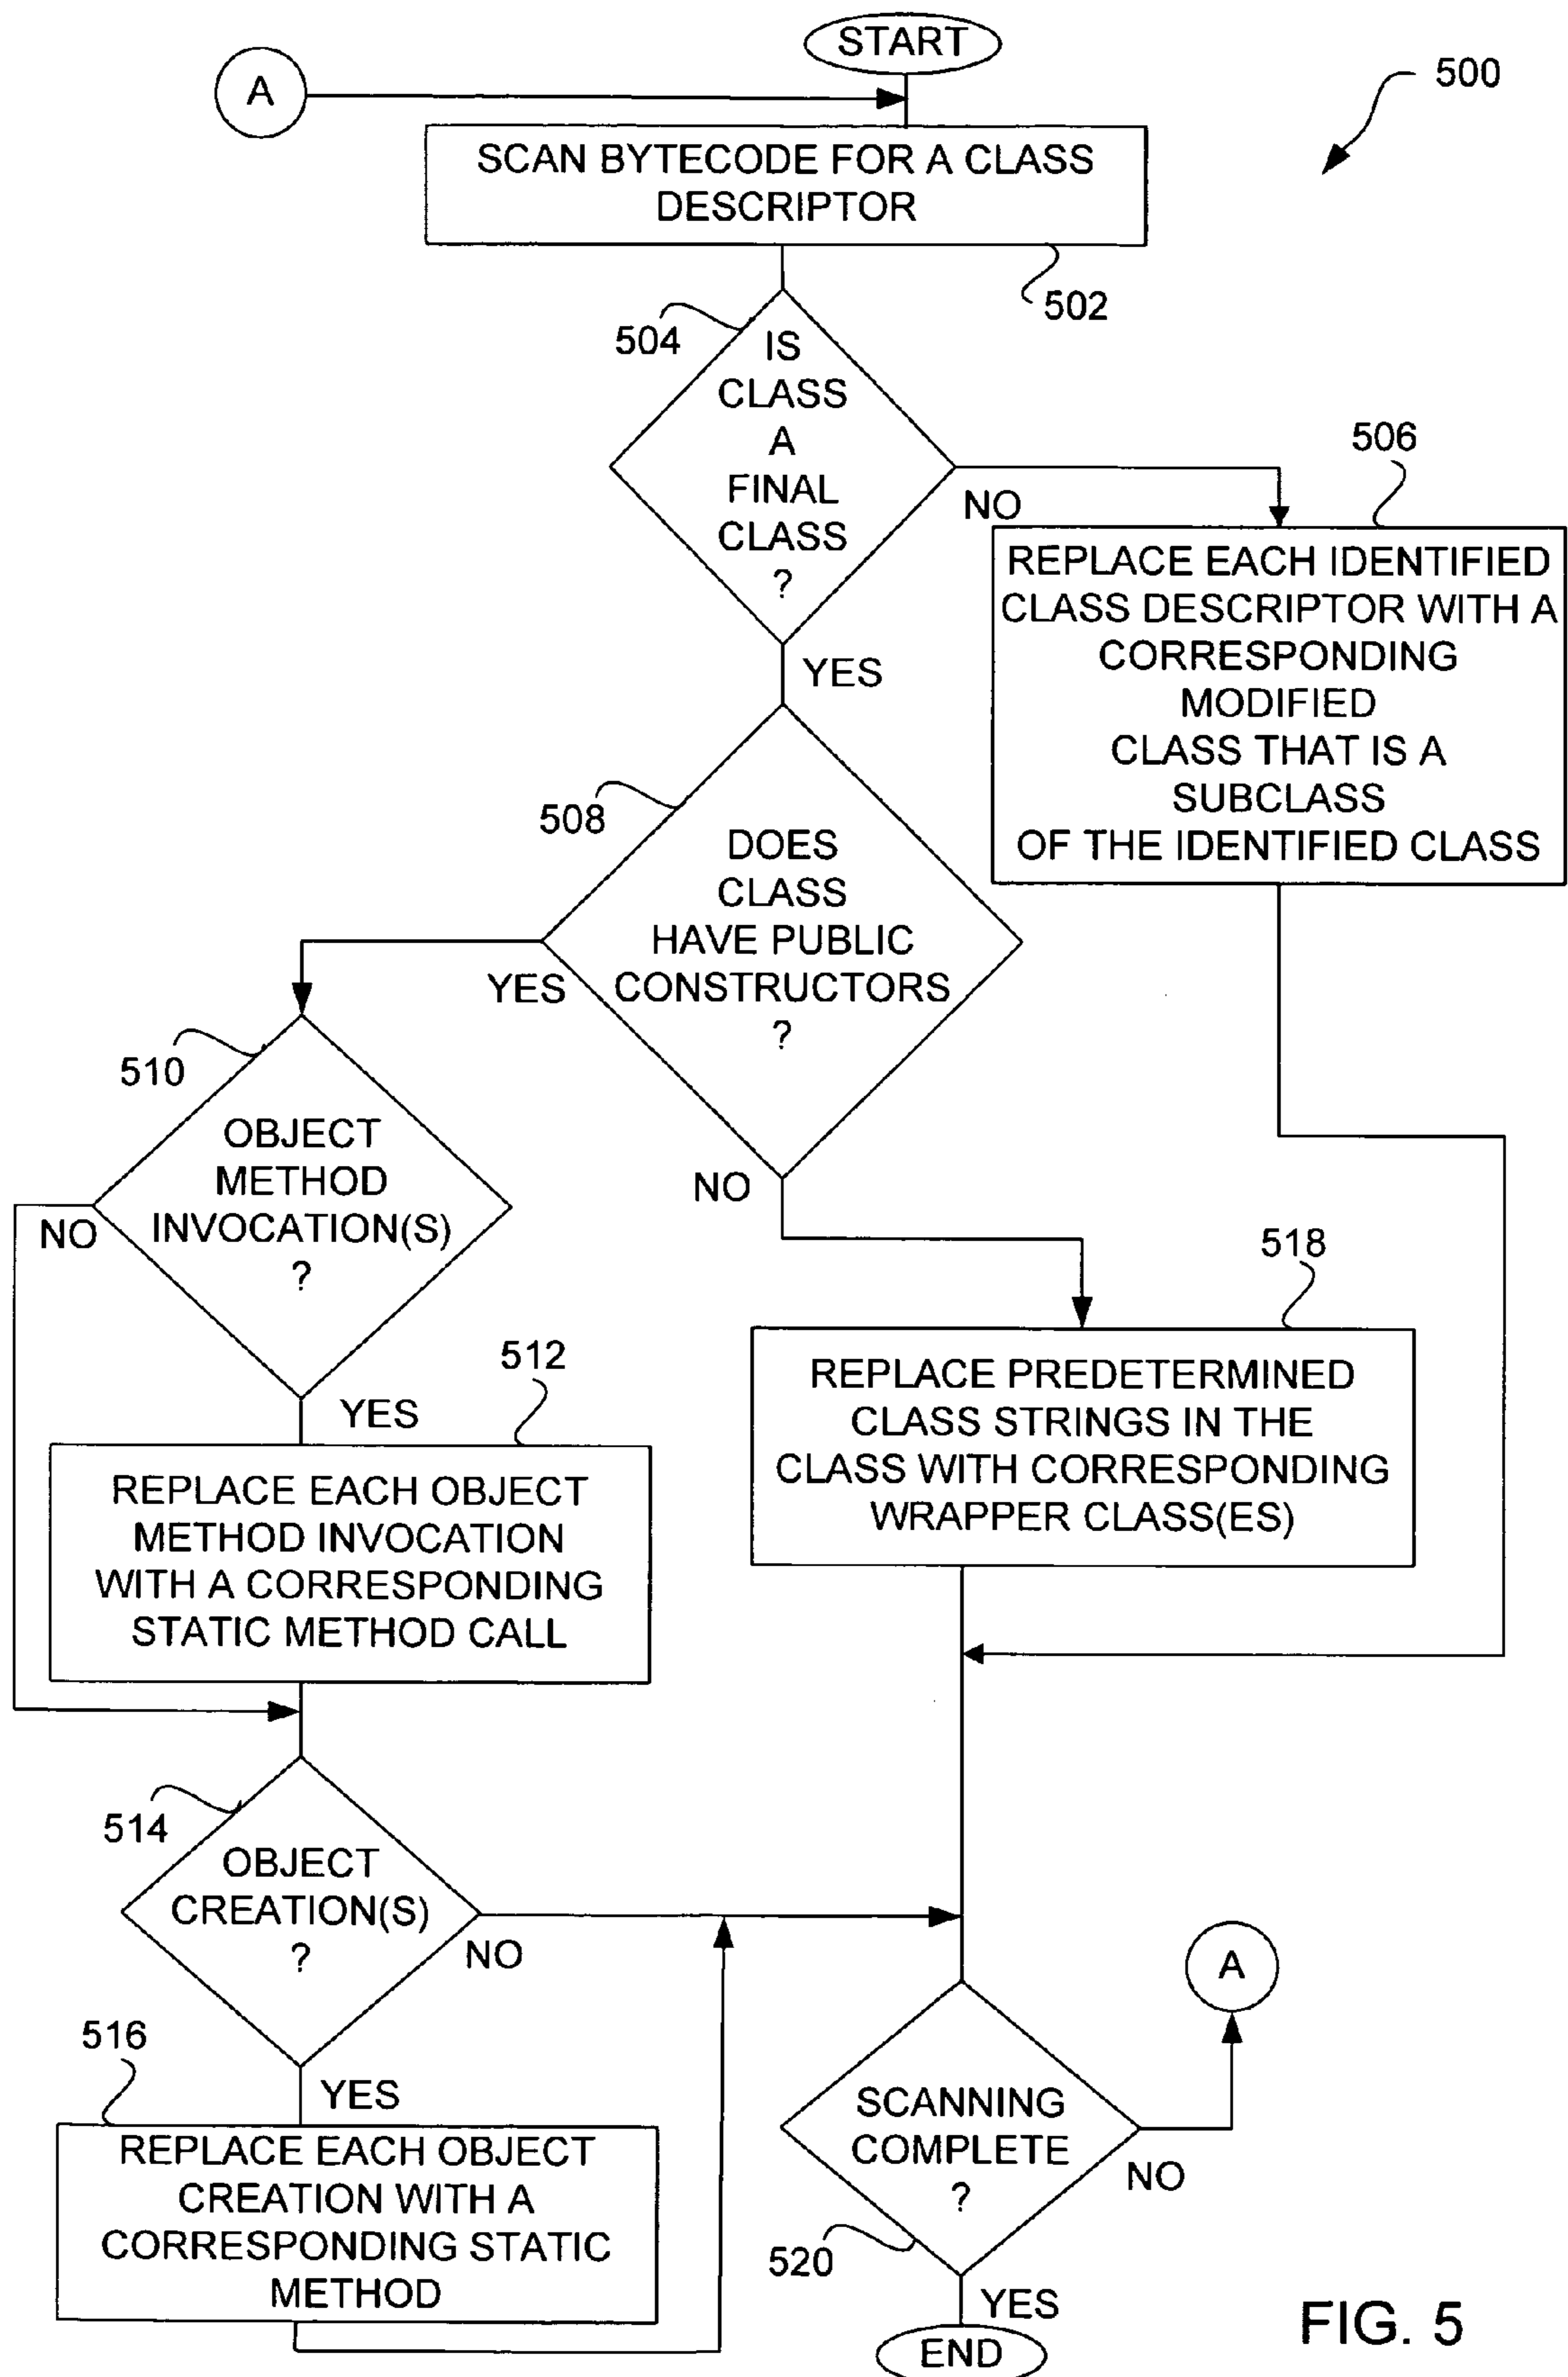 START
A
500
SCAN BYTECODE FOR A CLASS
DESCRIPTOR
502
504
IS
CLASS
A
FINAL
CLASS
?
NO
YES
506
REPLACE EACH IDENTIFIED
CLASS DESCRIPTOR WITH A
CORRESPONDING
MODIFIED
CLASS THAT IS A
SUBCLASS
OF THE IDENTIFIED CLASS
508
DOES
CLASS
HAVE PUBLIC
CONSTRUCTORS
?
YES
NO
510
OBJECT
METHOD
INVOCATION(S)
?
NO
YES
512
REPLACE EACH OBJECT
METHOD INVOCATION
WITH A CORRESPONDING
STATIC METHOD CALL
518
REPLACE PREDETERMINED
CLASS STRINGS IN THE
CLASS WITH CORRESPONDING
WRAPPER CLASS(ES)
514
OBJECT
CREATION(S)
?
NO
YES
516
REPLACE EACH OBJECT
CREATION WITH A
CORRESPONDING STATIC
METHOD
A
SCANNING
COMPLETE
?
NO
520
YES
END
FIG. 5